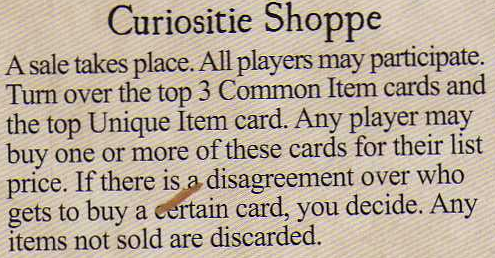 Curiositie Shoppe
A sale takes place. All players may participate.
Turn over the top 3 Common Item cards and
the top Unique Item card. Any player may
buy one or more of these cards for their list
price. If there is a disagreement over who
gets to buy a certain card, you decide. Any
items not sold are discarded.